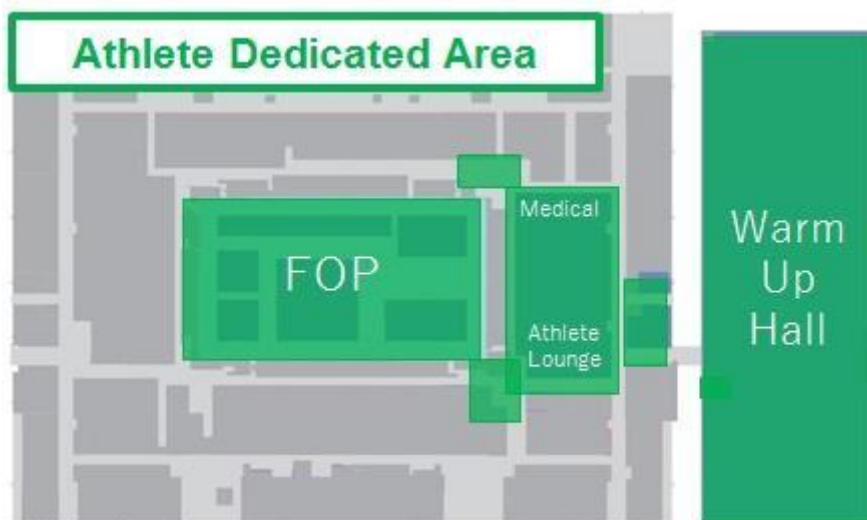 Athlete Dedicated Area
Medical
FOP
Athlete
Lounge
Warm
Up
Hall